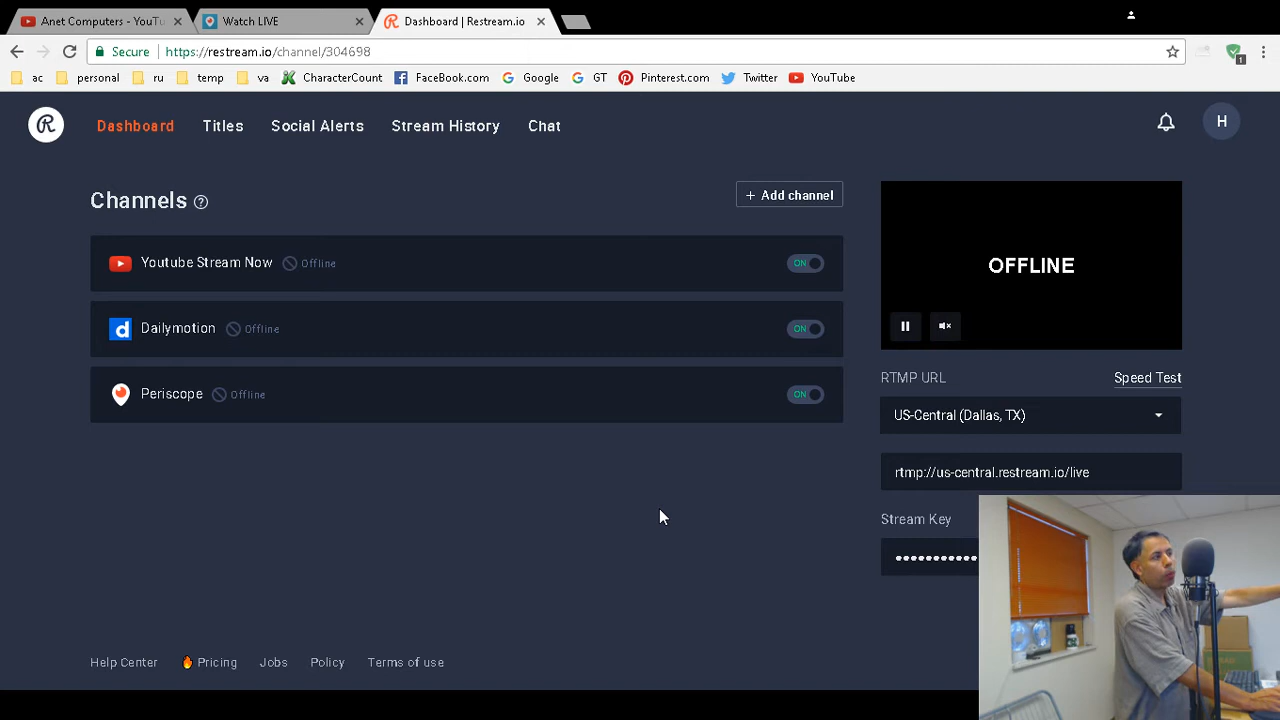 Anet Computers - YouTu
Watch LIVE
Dashboard | Restream.io
Secure https://restream.io/channel/304698
ac personal ru temp va CharacterCount FaceBook.com Google GT Pinterest.com Twitter YouTube
1
R Dashboard Titles Social Alerts Stream History Chat H
Channels ? + Add channel
Youtube Stream Now Offline ON
d Dailymotion Offline ON
Periscope Offline ON
OFFLINE
RTMP URL Speed Test
US-Central (Dallas, TX)
rtmp://us-central.restream.io/live
Stream Key
Help Center Pricing Jobs Policy Terms of use